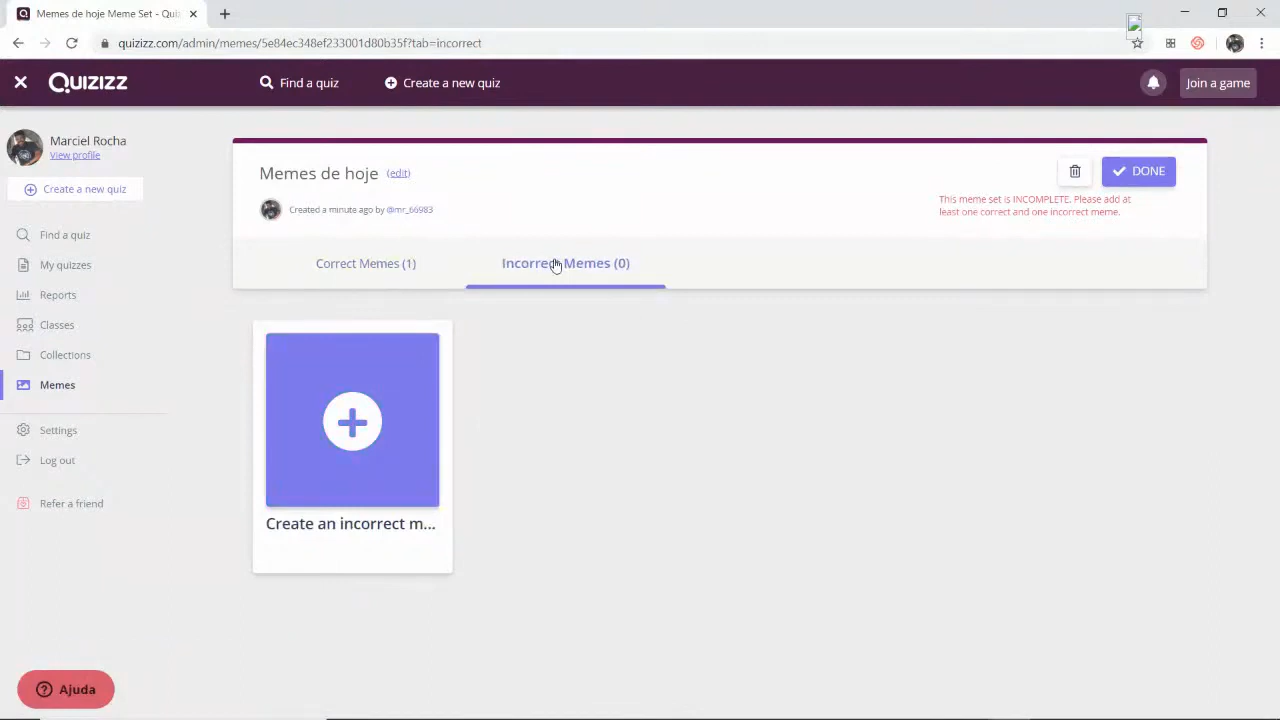 Memes de hoje Meme Set - Quiz
quizizz.com/admin/memes/5e84ec348ef233001d80b35f?tab=incorrect
QUIZIZZ
Find a quiz
Create a new quiz
Join a game
Marciel Rocha
View profile
Create a new quiz
Find a quiz
My quizzes
Reports
Classes
Collections
Memes
Settings
Log out
Refer a friend
Memes de hoje (edit)
DONE
Created a minute ago by @mr_66983
This meme set is INCOMPLETE. Please add at
least one correct and one incorrect meme.
Correct Memes (1)
Incorrect Memes (0)
Create an incorrect m...
Ajuda